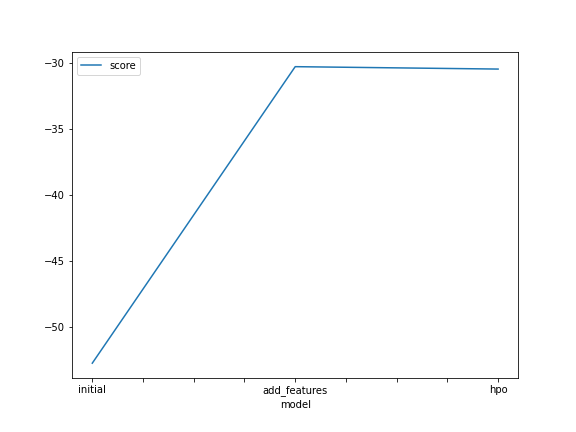 score
−30
−35
−40
−45
−50
initial
add_features
hpo
model